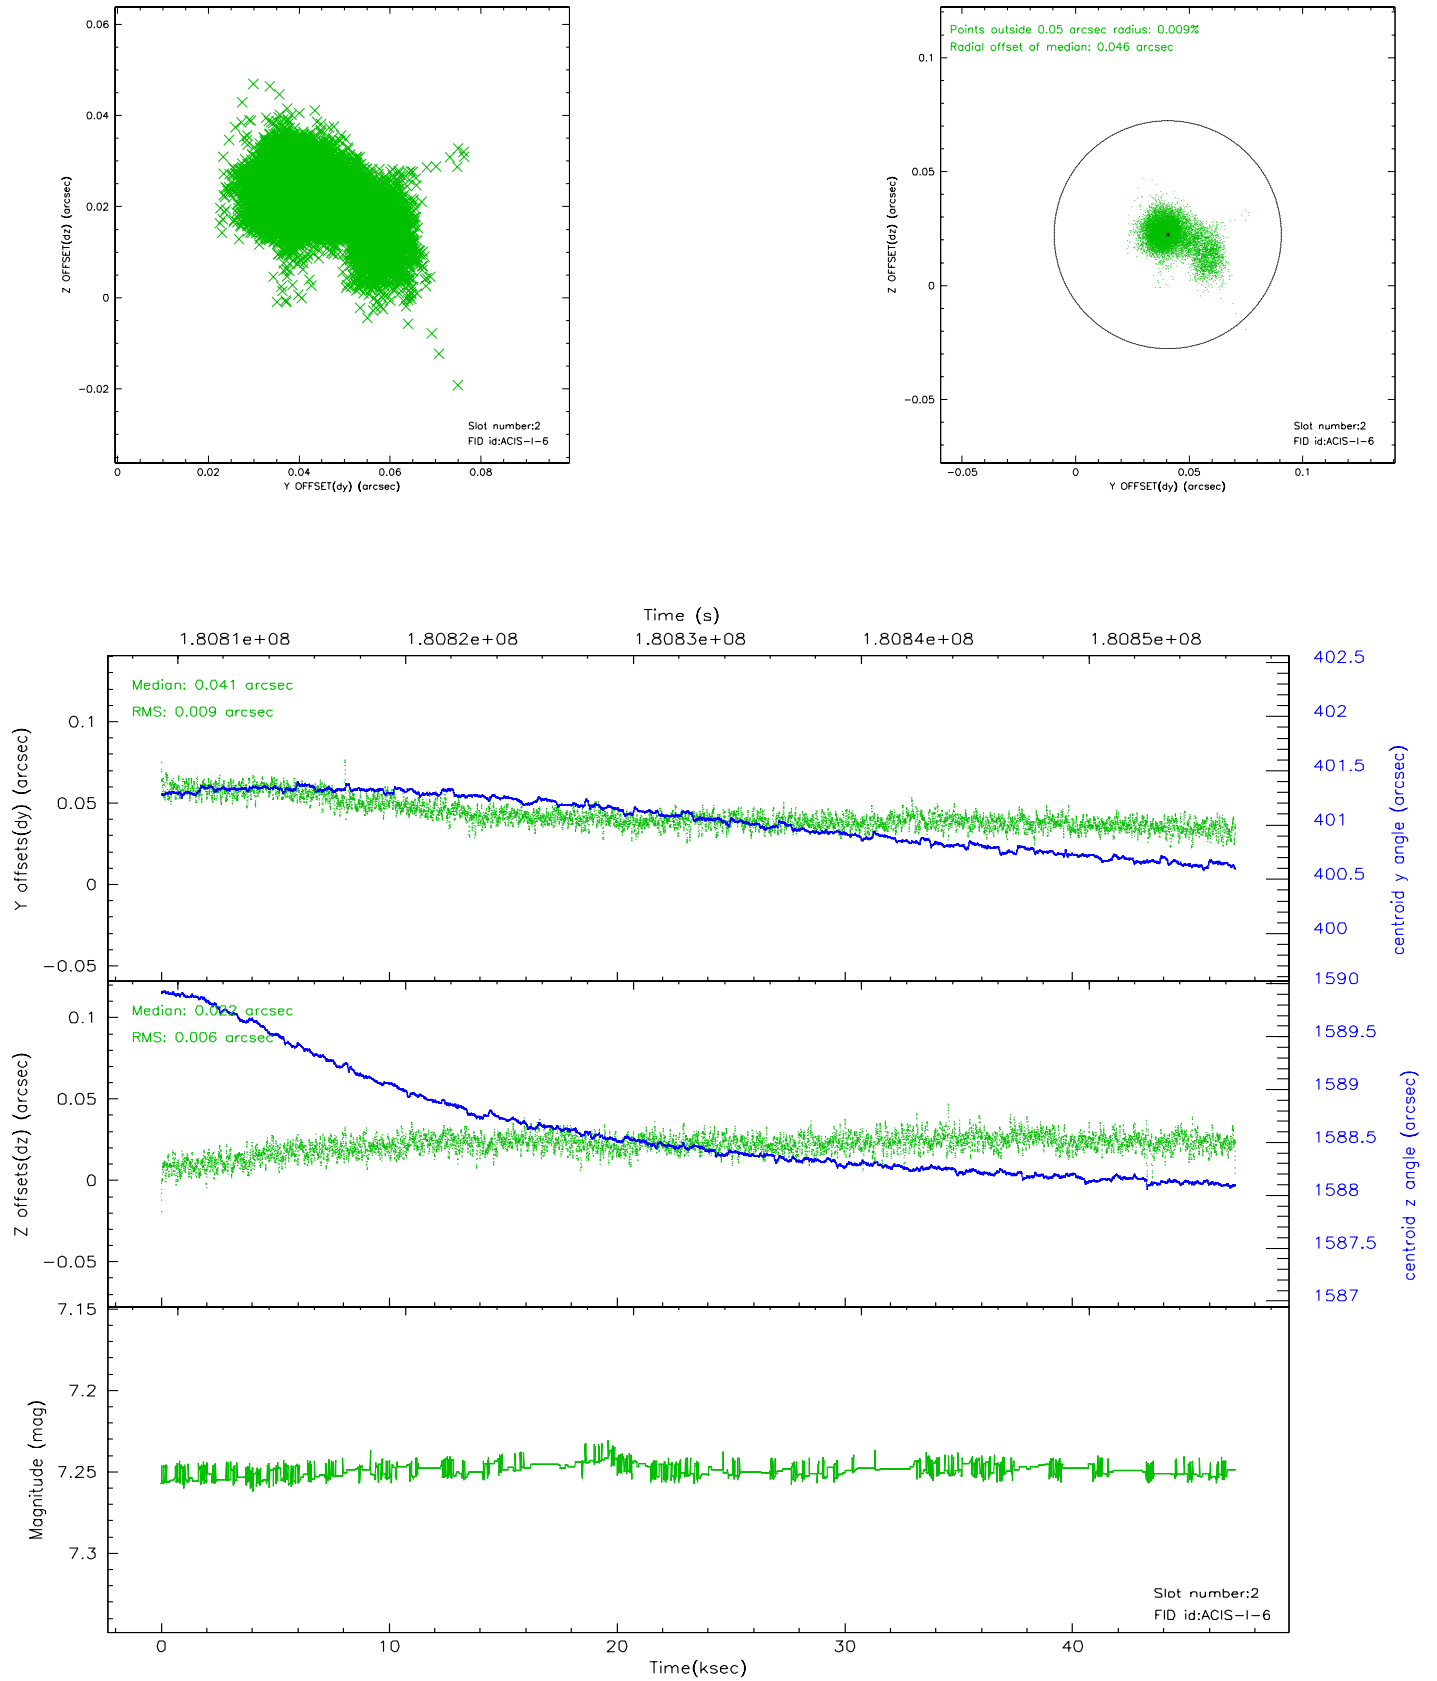 0.06
0.04
0.02
0
-0.02
Z OFFSET(dz) (arcsec)
Slot number:2
FID id:ACIS-I-6
0 0.02 0.04 0.06 0.08
Y OFFSET(dy) (arcsec)
Points outside 0.05 arcsec radius: 0.009%
Radial offset of median: 0.046 arcsec
0.1
0.05
0
-0.05
Z OFFSET(dz) (arcsec)
Slot number:2
FID id:ACIS-I-6
-0.05 0 0.05 0.1
Y OFFSET(dy) (arcsec)
Time (s)
1.8081e+08 1.8082e+08 1.8083e+08 1.8084e+08 1.8085e+08
Median: 0.041 arcsec
RMS: 0.009 arcsec
0.1
0.05
0
-0.05
Y offsets(dy) (arcsec)
402.5
402
401.5
401
400.5
400
centroid y angle (arcsec)
Median: 0.022 arcsec
RMS: 0.006 arcsec
0.1
0.05
0
-0.05
Z offsets(dz) (arcsec)
1590
1589.5
1589
1588.5
1588
1587.5
1587
centroid z angle (arcsec)
7.15
7.2
7.25
7.3
Magnitude (mag)
Slot number:2
FID id:ACIS-I-6
0 10 20 30 40
Time(ksec)